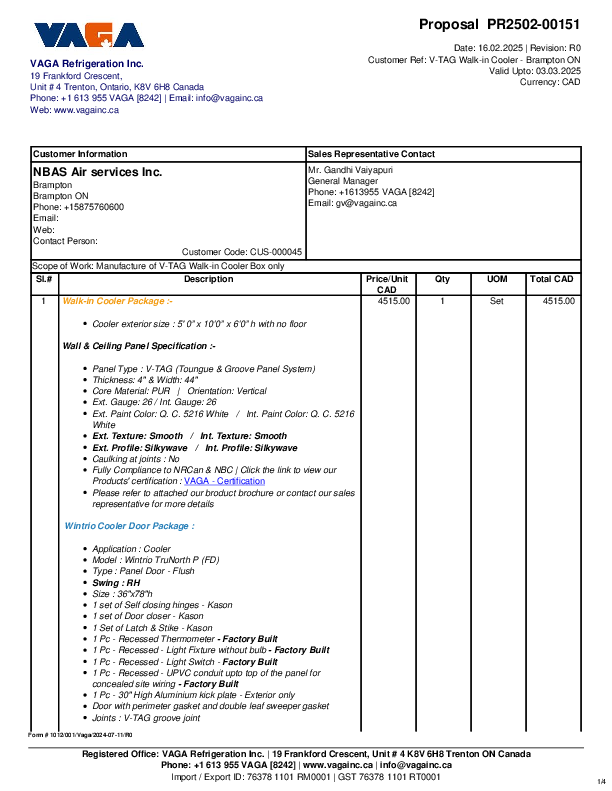 VAGA
Proposal PR2502-00151
Date: 16.02.2025 | Revision: R0
Customer Ref: V-TAG Walk-in Cooler - Brampton ON
Valid Upto: 03.03.2025
Currency: CAD
VAGA Refrigeration Inc.
19 Frankford Crescent,
Unit # 4 Trenton, Ontario, K8V 6H8 Canada
Phone: +1 613 955 VAGA [8242] | Email: info@vagainc.ca
Web: www.vagainc.ca
Customer Information
NBAS Air services Inc.
Brampton
Brampton ON
Phone: +15875760600
Email:
Web:
Contact Person:
Customer Code: CUS-000045
Sales Representative Contact
Mr. Gandhi Vaiyapuri
General Manager
Phone: +1613955 VAGA [8242]
Email: gv@vagainc.ca
Scope of Work: Manufacture of V-TAG Walk-in Cooler Box only
Sl.# Description Price/Unit CAD Qty UOM Total CAD
1 Walk-in Cooler Package :- 4515.00 1 Set 4515.00
• Cooler exterior size : 5' 0" x 10'0" x 6'0" h with no floor
Wall & Ceiling Panel Specification :-
• Panel Type : V-TAG (Toungue & Groove Panel System)
• Thickness: 4" & Width: 44"
• Core Material: PUR | Orientation: Vertical
• Ext. Gauge: 26 / Int. Gauge: 26
• Ext. Paint Color: Q. C. 5216 White / Int. Paint Color: Q. C. 5216
White
• Ext. Texture: Smooth / Int. Texture: Smooth
• Ext. Profile: Silkywave / Int. Profile: Silkywave
• Caulking at joints : No
• Fully Compliance to NRCan & NBC | Click the link to view our
Products' certification : VAGA - Certification
• Please refer to attached our product brochure or contact our sales
representative for more details
Wintrio Cooler Door Package :
• Application : Cooler
• Model : Wintrio TruNorth P (FD)
• Type : Panel Door - Flush
• Swing : RH
• Size : 36"x78"h
• 1 set of Self closing hinges - Kason
• 1 set of Door closer - Kason
• 1 Set of Latch & Stike - Kason
• 1 Pc - Recessed Thermometer - Factory Built
• 1 Pc - Recessed - Light Fixture without bulb - Factory Built
• 1 Pc - Recessed - Light Switch - Factory Built
• 1 Pc - Recessed - UPVC conduit upto top of the panel for
concealed site wiring - Factory Built
• 1 Pc - 30" High Aluminium kick plate - Exterior only
• Door with perimeter gasket and double leaf sweeper gasket
• Joints : V-TAG groove joint
Form # 1012/001/Vaga/2024-07-11/R0
Registered Office: VAGA Refrigeration Inc. | 19 Frankford Crescent, Unit # 4 K8V 6H8 Trenton ON Canada
Phone: +1 613 955 VAGA [8242] | www.vagainc.ca | info@vagainc.ca
Import / Export ID: 76378 1101 RM0001 | GST 76378 1101 RT0001
1/4